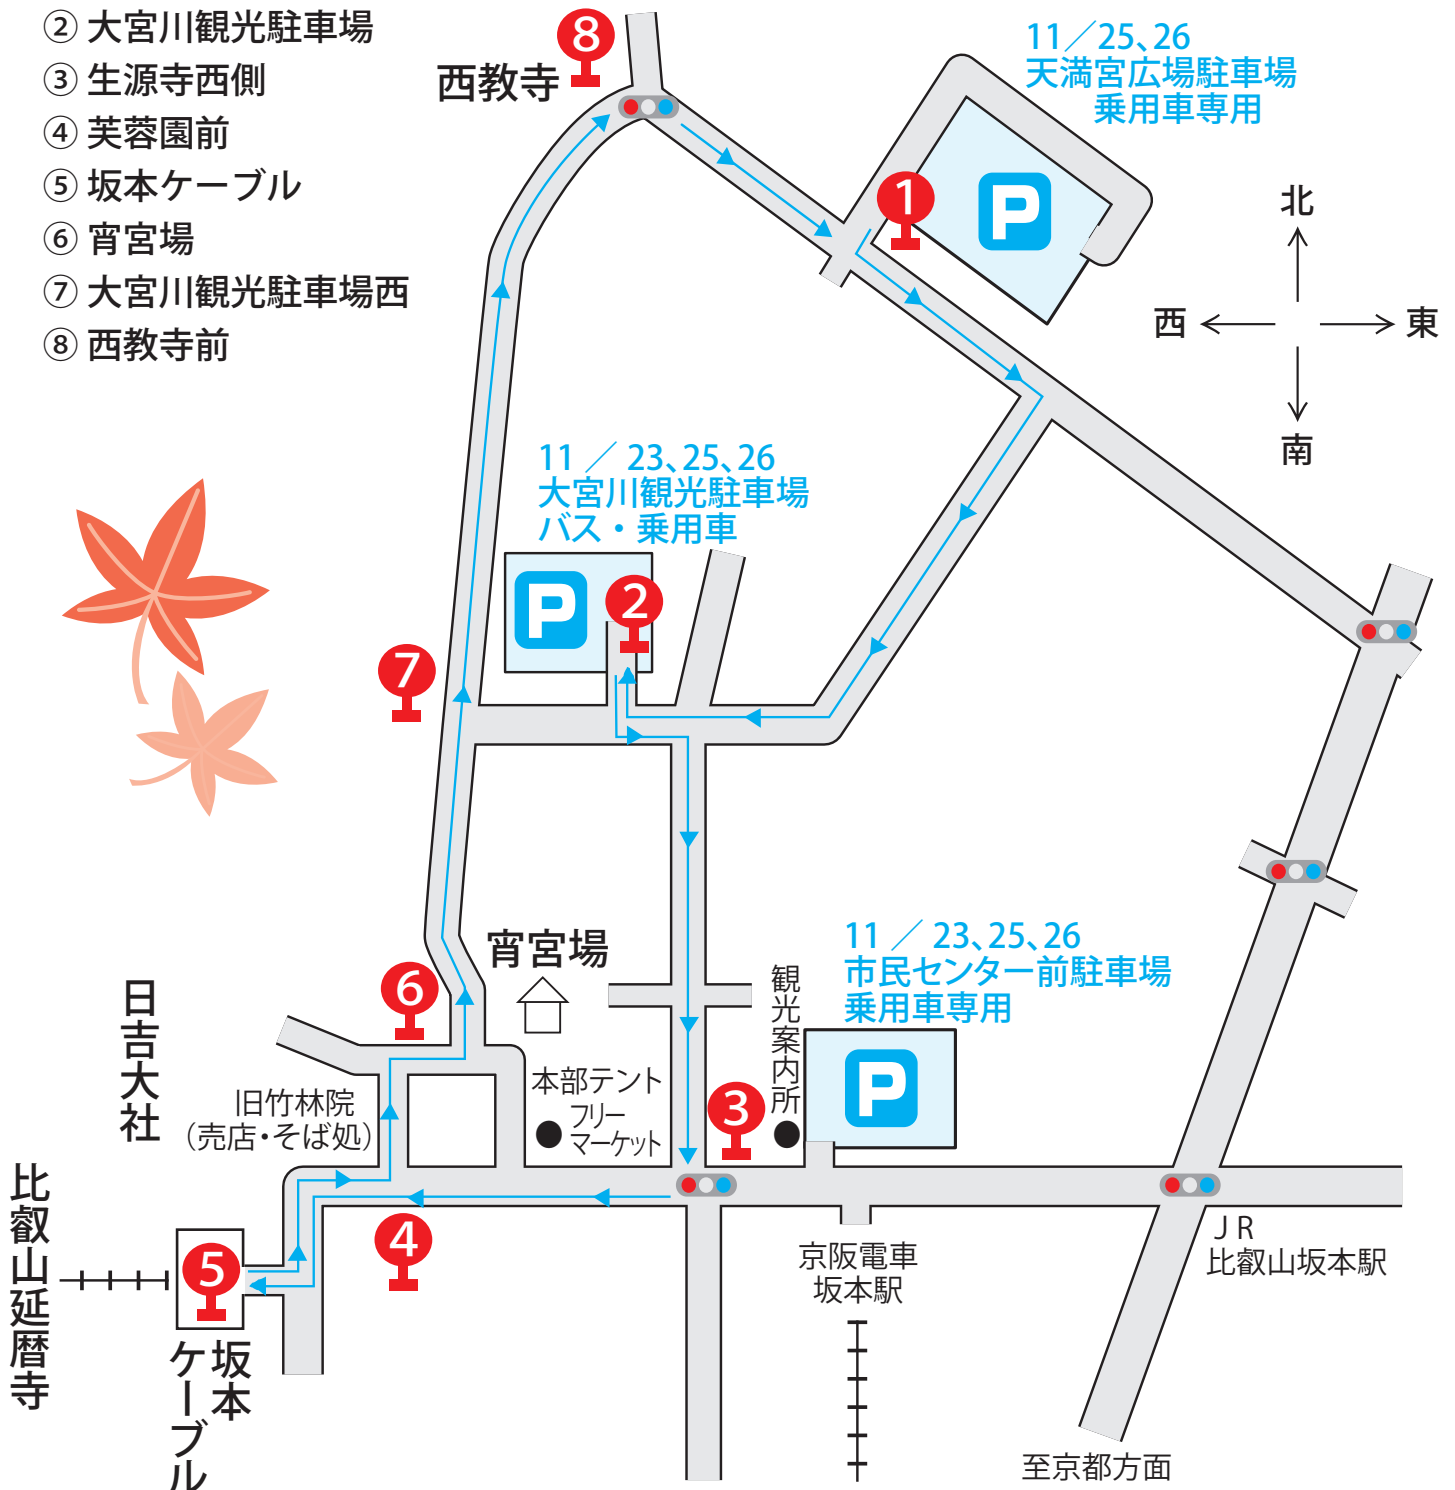 ② 大宮川観光駐車場
③ 生源寺西側
④ 芙蓉園前
⑤ 坂本ケーブル
⑥ 宵宮場
⑦ 大宮川観光駐車場西
⑧ 西教寺前
8
西教寺
11／25、26
天満宮広場駐車場
乗用車専用
1
P
北
西
東
南
11／23、25、26
大宮川観光駐車場
バス・乗用車
P
2
7
宵宮場
6
11／23、25、26
市民センター前駐車場
乗用車専用
P
観光案内所
3
日吉大社
旧竹林院
（売店・そば処）
本部テント
フリー
マーケット
4
5
比叡山延暦寺
坂本
ケーブル
京阪電車
坂本駅
JR
比叡山坂本駅
至京都方面